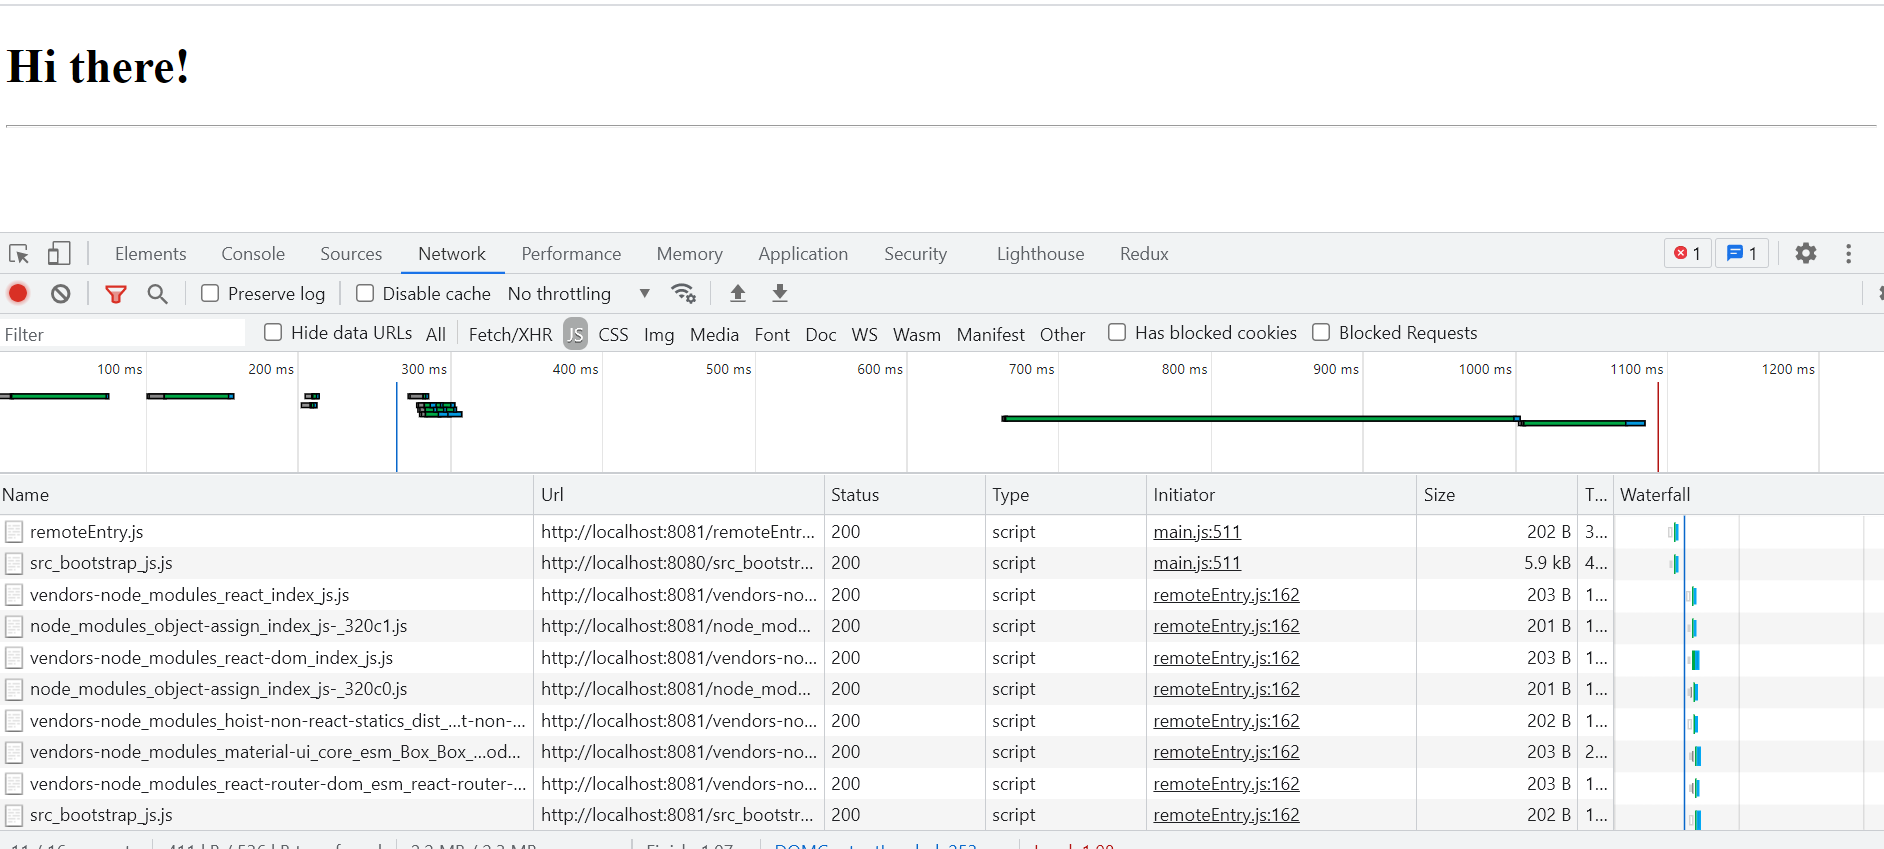 Hi there!
Elements Console Sources Network Performance Memory Application Security Lighthouse Redux 1 1
Preserve log Disable cache No throttling
Filter Hide data URLs All Fetch/XHR JS CSS Img Media Font Doc WS Wasm Manifest Other Has blocked cookies Blocked Requests
100 ms 200 ms 300 ms 400 ms 500 ms 600 ms 700 ms 800 ms 900 ms 1000 ms 1100 ms 1200 ms
Name Url Status Type Initiator Size T... Waterfall
remoteEntry.js http://localhost:8081/remoteEntr... 200 script main.js:511 202 B 3...
src_bootstrap_js.js http://localhost:8080/src_bootstr... 200 script main.js:511 5.9 kB 4...
vendors-node_modules_react_index_js.js http://localhost:8081/vendors-no... 200 script remoteEntry.js:162 203 B 1...
node_modules_object-assign_index_js-_320c1.js http://localhost:8081/node_mod... 200 script remoteEntry.js:162 201 B 1...
vendors-node_modules_react-dom_index_js.js http://localhost:8081/vendors-no... 200 script remoteEntry.js:162 203 B 1...
node_modules_object-assign_index_js-_320c0.js http://localhost:8081/node_mod... 200 script remoteEntry.js:162 201 B 1...
vendors-node_modules_hoist-non-react-statics_dist_...t-non-... http://localhost:8081/vendors-no... 200 script remoteEntry.js:162 202 B 1...
vendors-node_modules_material-ui_core_esm_Box_Box_...od... http://localhost:8081/vendors-no... 200 script remoteEntry.js:162 203 B 2...
vendors-node_modules_react-router-dom_esm_react-router-... http://localhost:8081/vendors-no... 200 script remoteEntry.js:162 203 B 1...
src_bootstrap_js.js http://localhost:8081/src_bootstr... 200 script remoteEntry.js:162 202 B 1...